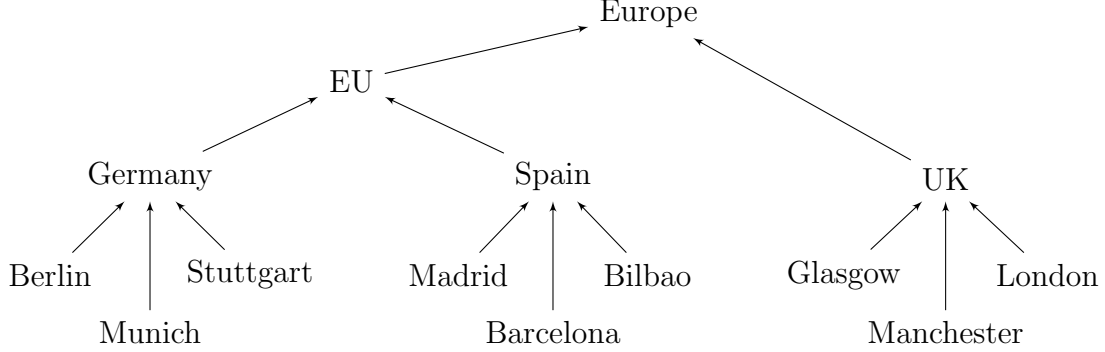 Europe
EU
Germany
Spain
UK
Berlin
Stuttgart
Madrid
Bilbao
Glasgow
London
Munich
Barcelona
Manchester